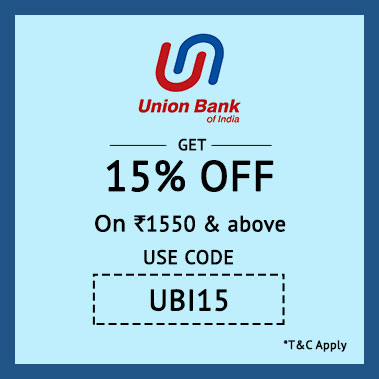 Union Bank
of India
GET
15% OFF
On ₹1550 & above
USE CODE
UBI15
*T&C Apply